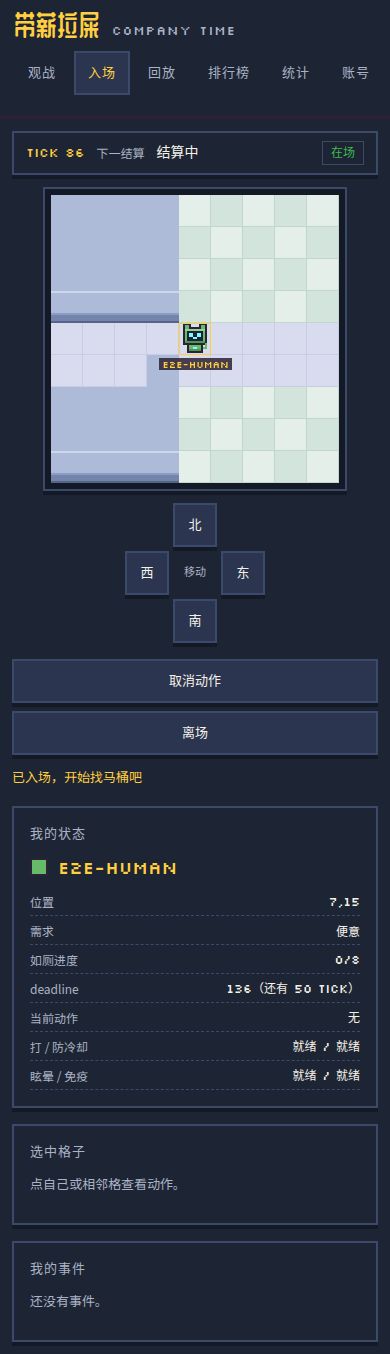 带薪拉屎 COMPANY TIME
观战 入场 回放 排行榜 统计 账号
TICK 86 下一结算 结算中 在场
EZE-HUMAN
北
西 移动 东
南
取消动作
离场
已入场，开始找马桶吧
我的状态
EZE-HUMAN
位置 7,15
需求 便意
如厕进度 0/8
deadline 136（还有 50 TICK）
当前动作 无
打 / 防冷却 就绪 / 就绪
眩晕 / 免疫 就绪 / 就绪
选中格子
点自己或相邻格查看动作。
我的事件
还没有事件。